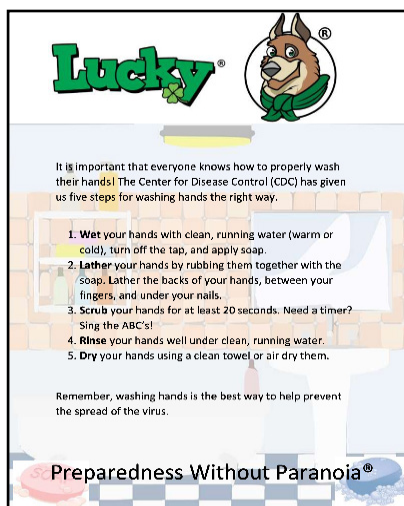 Lucky®
®
It is important that everyone knows how to properly wash
their hands! The Center for Disease Control (CDC) has given
us five steps for washing hands the right way.
1. Wet your hands with clean, running water (warm or
cold), turn off the tap, and apply soap.
2. Lather your hands by rubbing them together with the
soap. Lather the backs of your hands, between your
fingers, and under your nails.
3. Scrub your hands for at least 20 seconds. Need a timer?
Sing the ABC's!
4. Rinse your hands well under clean, running water.
5. Dry your hands using a clean towel or air dry them.
Remember, washing hands is the best way to help prevent
the spread of the virus.
Preparedness Without Paranoia®